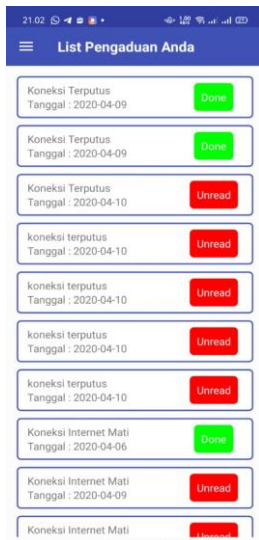 21.02
List Pengaduan Anda
Koneksi Terputus
Tanggal : 2020-04-09
Done
Koneksi Terputus
Tanggal : 2020-04-09
Done
Koneksi Terputus
Tanggal : 2020-04-10
Unread
koneksi terputus
Tanggal : 2020-04-10
Unread
koneksi terputus
Tanggal : 2020-04-10
Unread
koneksi terputus
Tanggal : 2020-04-10
Unread
koneksi terputus
Tanggal : 2020-04-10
Unread
Koneksi Internet Mati
Tanggal : 2020-04-06
Done
Koneksi Internet Mati
Tanggal : 2020-04-09
Unread
Koneksi Internet Mati
Unread